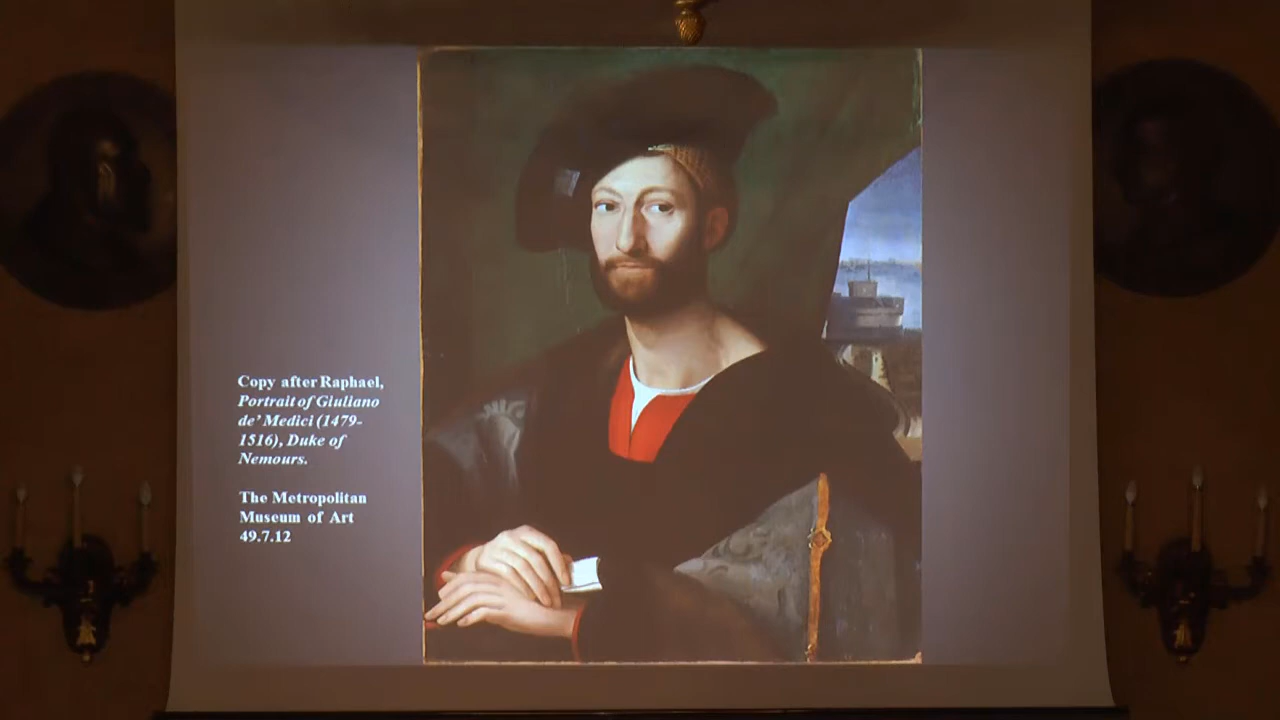 Copy after Raphael,
Portrait of Giuliano
de' Medici (1479-
1516), Duke of
Nemours.
The Metropolitan
Museum of Art
49.7.12